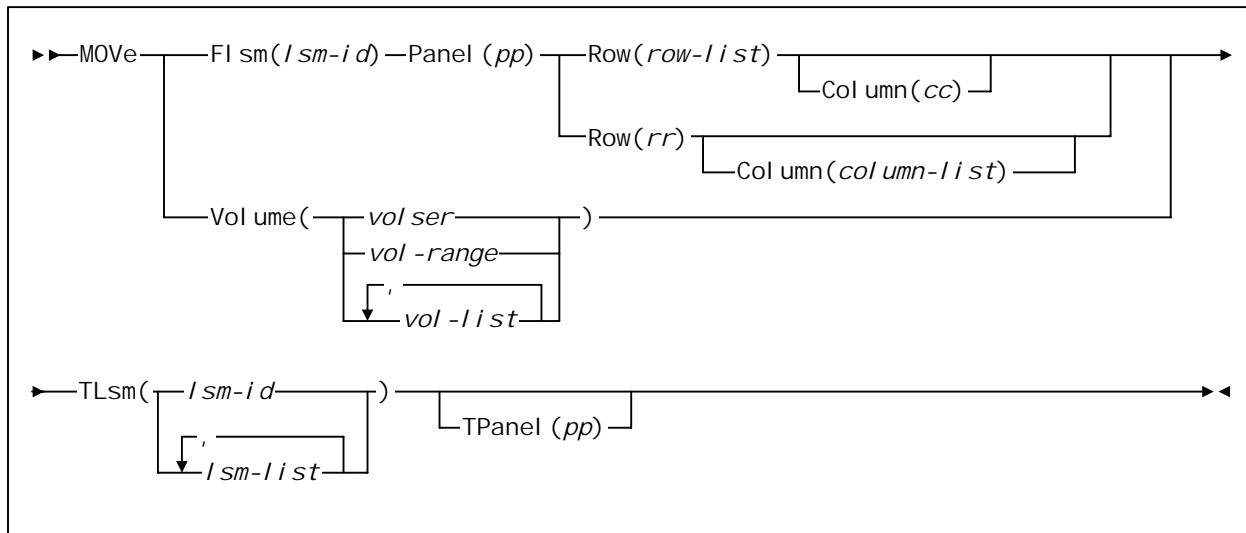 MOVe Flsm(lsm-id) Panel(pp) Row(row-list)
Column(cc)
Row(rr)
Column(column-list)
Volume( volser )
vol-range
,
vol-list
TLsm( lsm-id )
TPanel(pp)
,
lsm-list